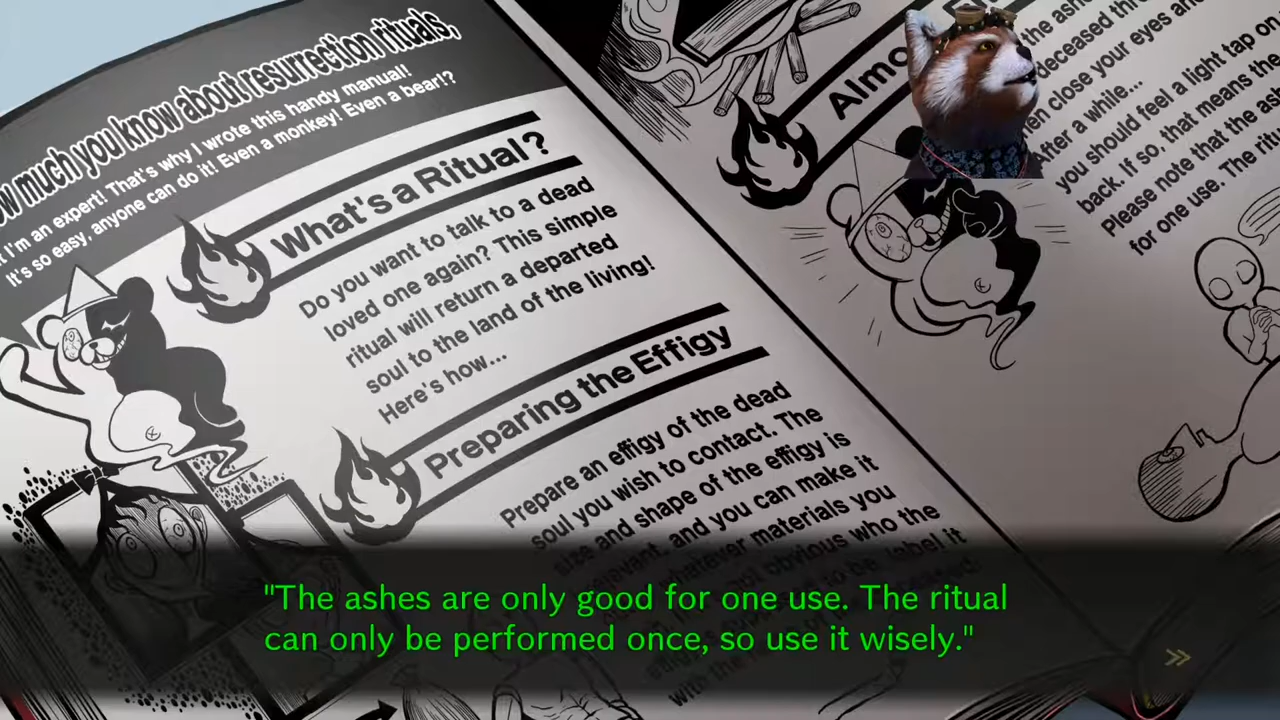 ow much you know about resurrection rituals,
t I'm an expert! That's why I wrote this handy manual!
It's so easy, anyone can do it! Even a monkey! Even a bear!?
What's a Ritual?
Do you want to talk to a dead
loved one again? This simple
ritual will return a departed
soul to the land of the living!
Here's how...
Preparing the Effigy
Prepare an effigy of the dead
soul you wish to contact. The
size and shape of the effigy is
and you can make it
materials you
obvious who the
label it
with the
Almo
the ashes
deceased thr
close your eyes an
After a while...
you should feel a light tap on
back. If so, that means the
Please note that the ash
for one use. The ritu
"The ashes are only good for one use. The ritual
can only be performed once, so use it wisely."